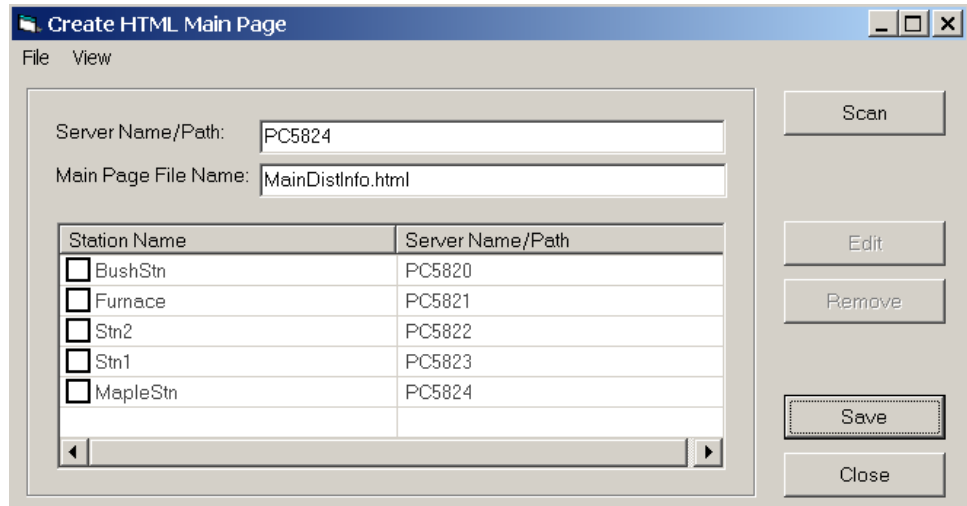 Create HTML Main Page
File View
Scan
Server Name/Path: PC5824
Main Page File Name: MainDistInfo.html
Station Name Server Name/Path
Edit
BushStn PC5820
Furnace PC5821
Remove
Stn2 PC5822
Stn1 PC5823
MapleStn PC5824
Save
Close